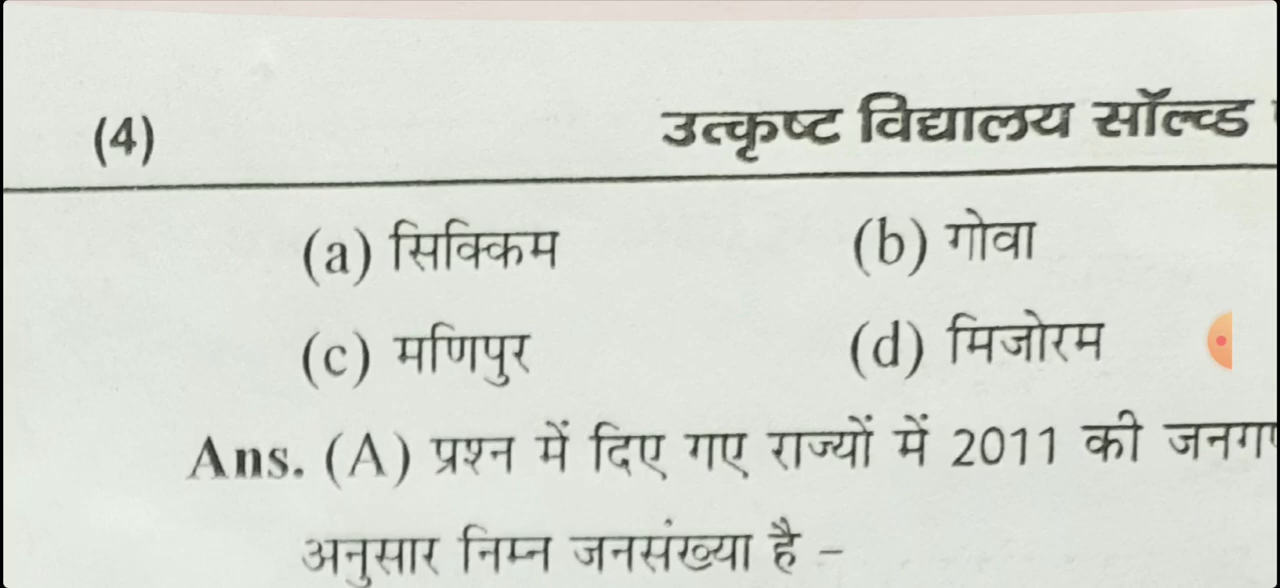 (4) उत्कृष्ट विद्यालय सॉल्व्ड
(a) सिक्किम (b) गोवा
(c) मणिपुर (d) मिजोरम
Ans. (A) प्रश्न में दिए गए राज्यों में 2011 की
अनुसार निम्न जनसंख्या है –